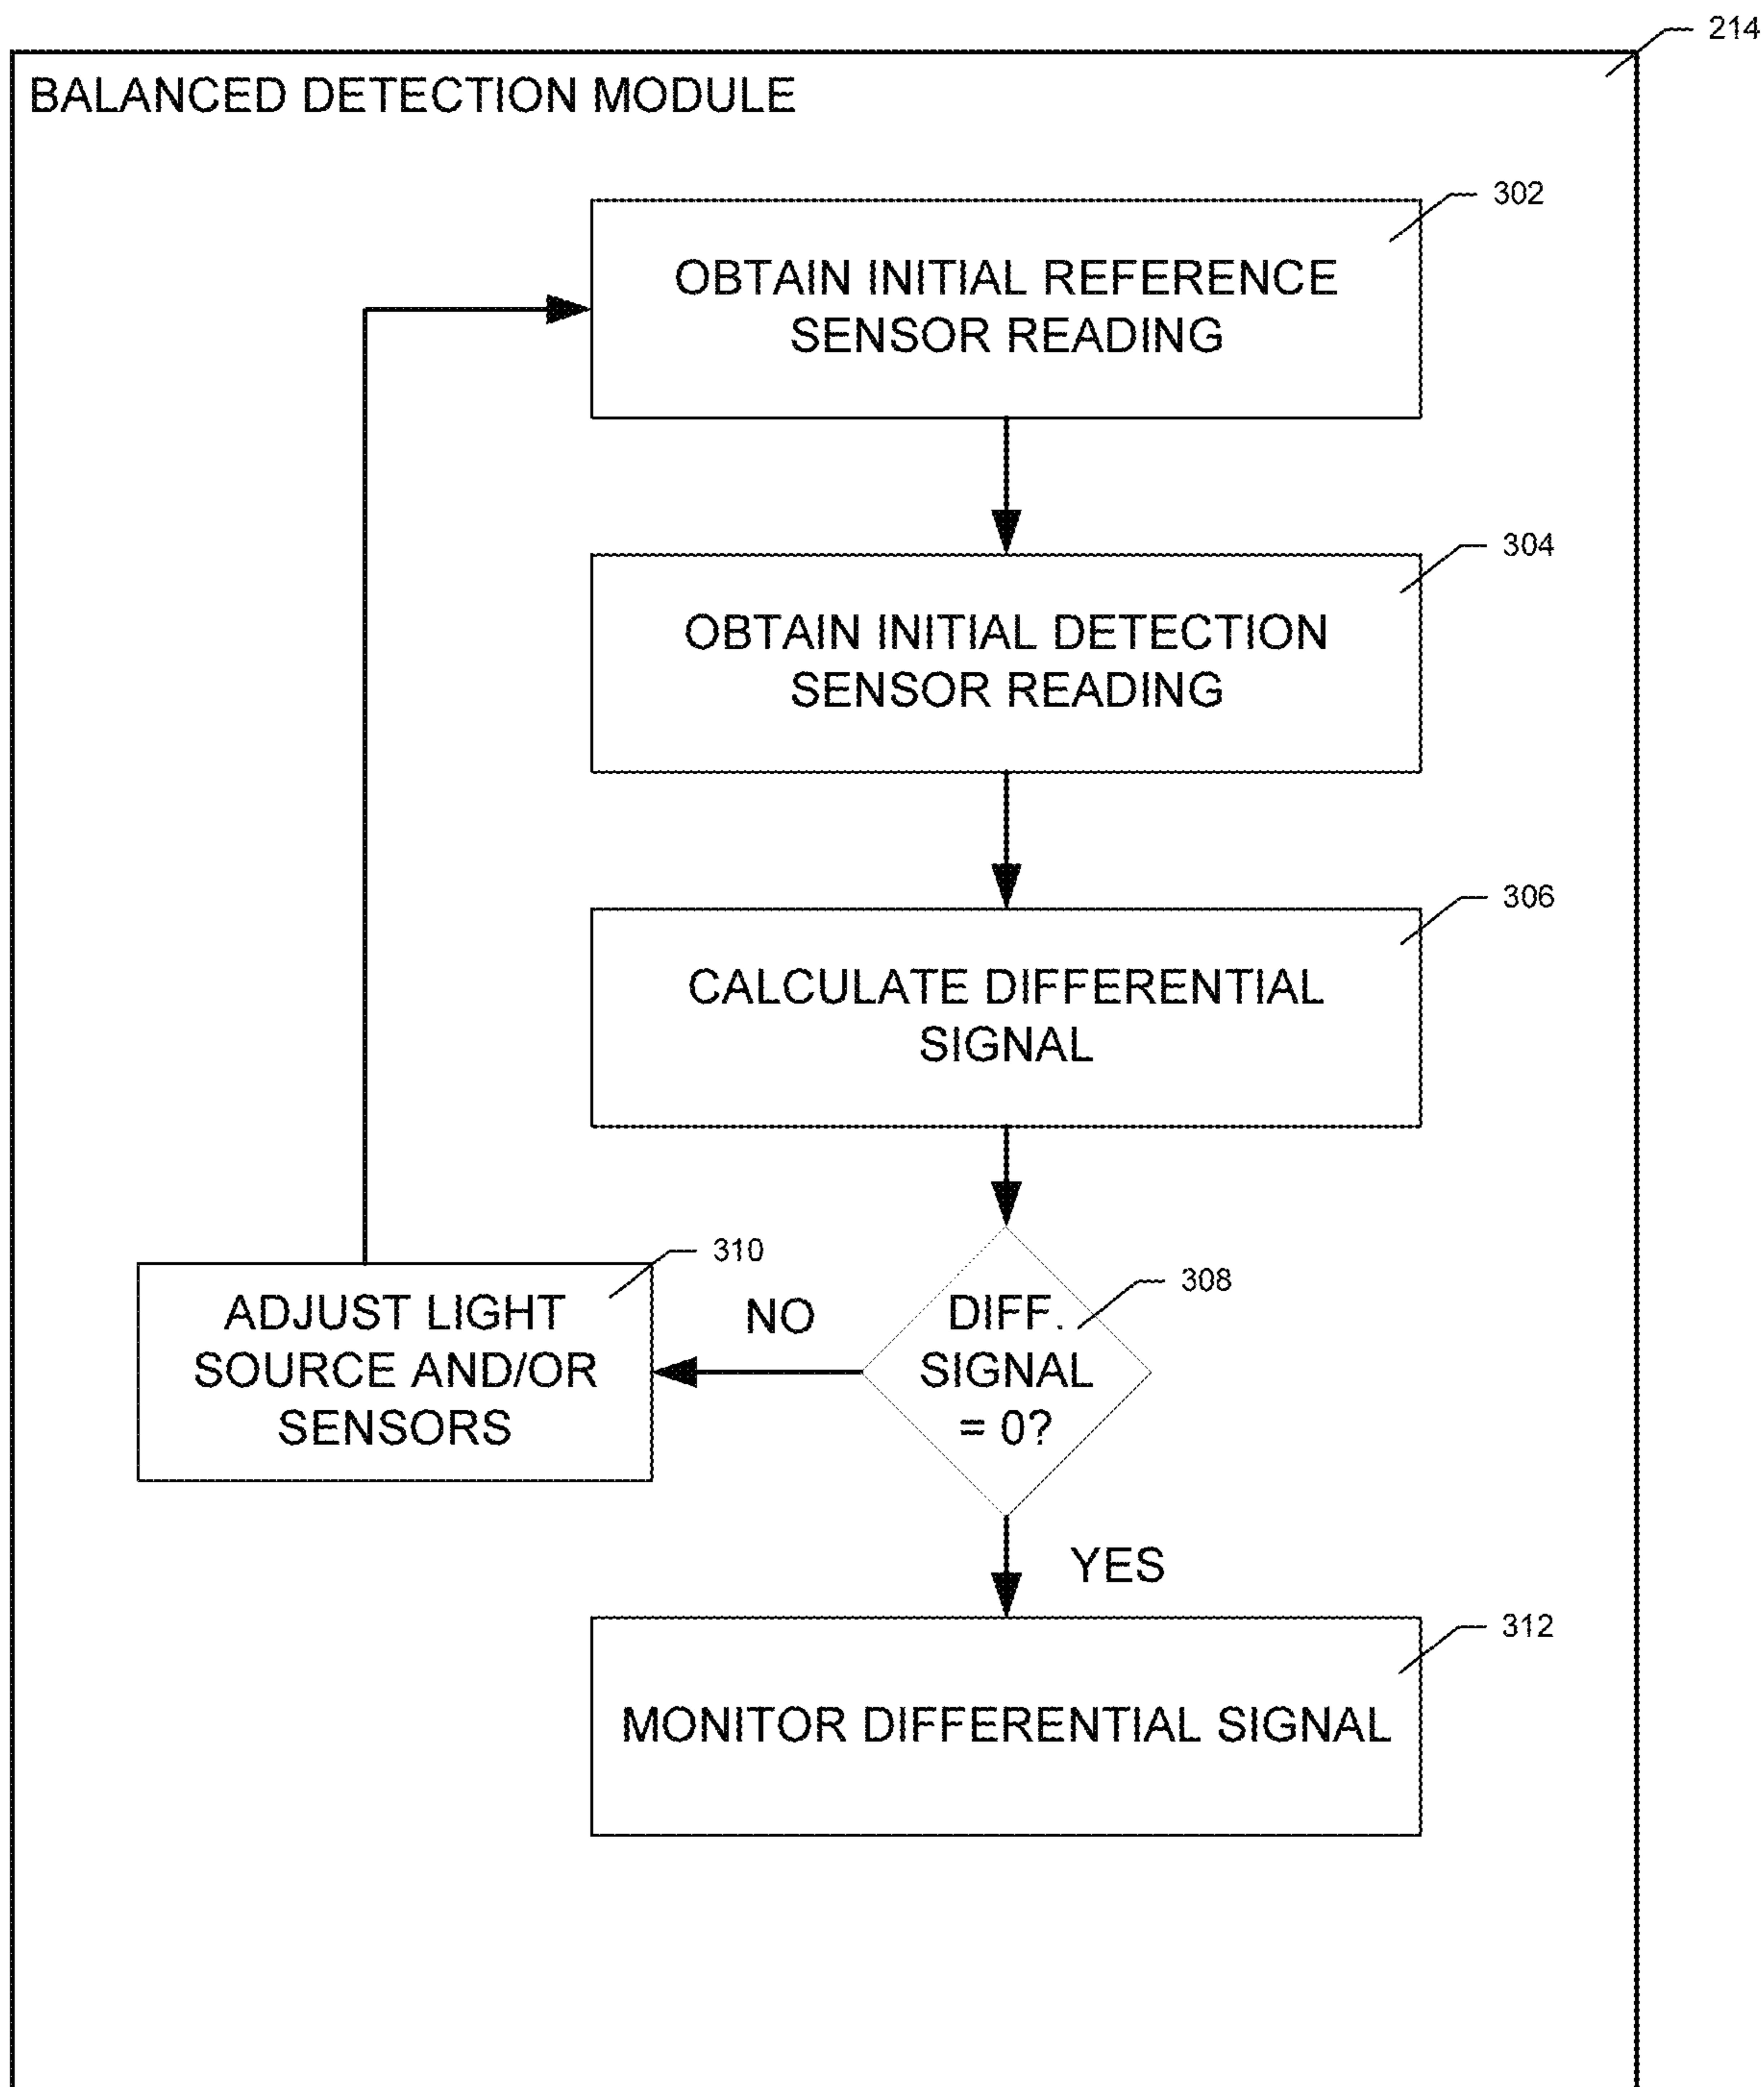 214
BALANCED DETECTION MODULE
302
OBTAIN INITIAL REFERENCE
SENSOR READING
304
OBTAIN INITIAL DETECTION
SENSOR READING
306
CALCULATE DIFFERENTIAL
SIGNAL
308
DIFF.
SIGNAL
= 0?
NO
310
ADJUST LIGHT
SOURCE AND/OR
SENSORS
YES
312
MONITOR DIFFERENTIAL SIGNAL